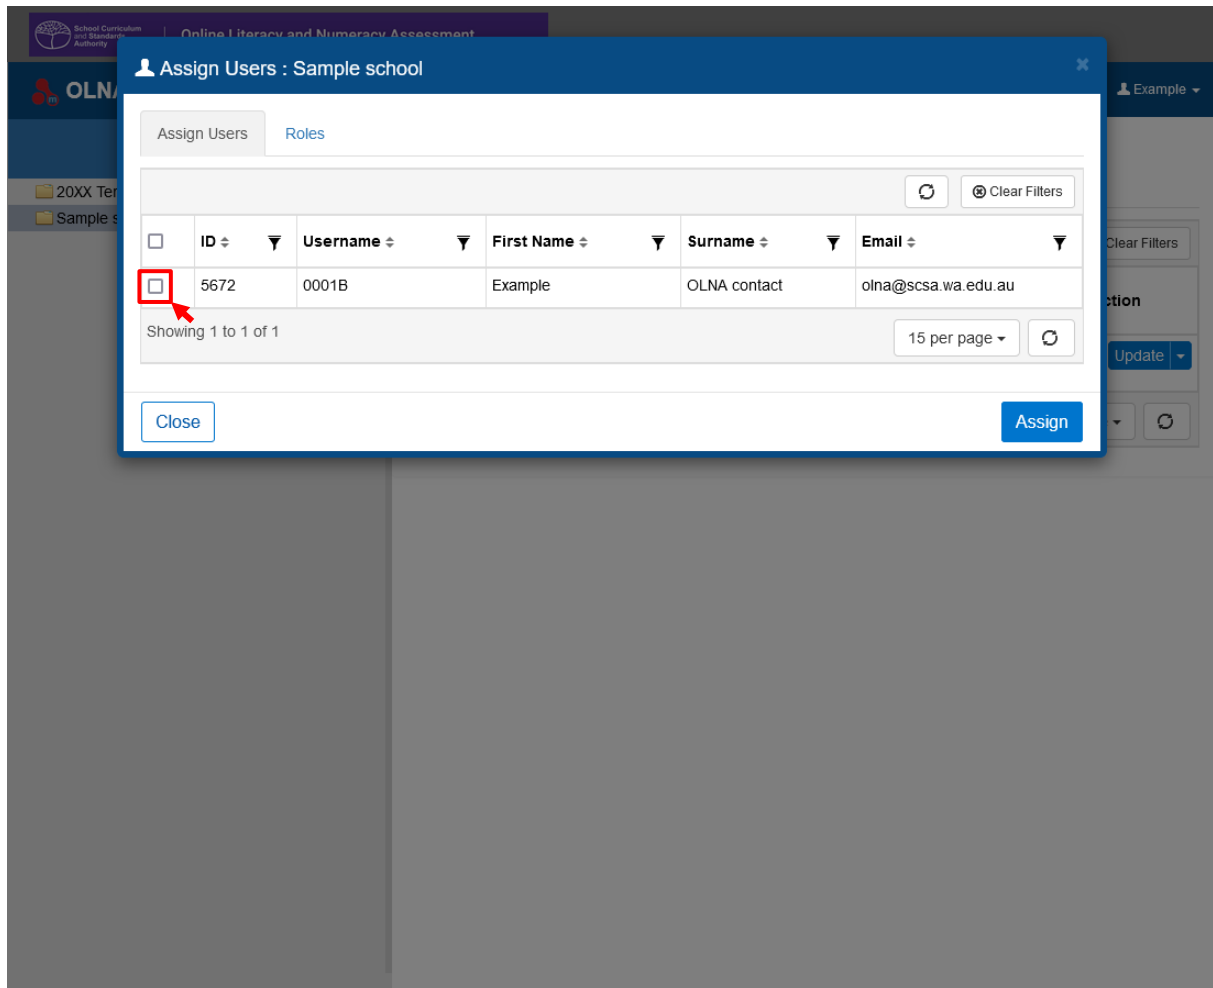 School Curriculum
and Standards
Authority
Online Literacy and Numeracy Assessment
Assign Users : Sample school
OLNA
Example
Assign Users Roles
20XX Ter
Sample s
Clear Filters
ID Username First Name Surname Email
Clear Filters
5672 0001B Example OLNA contact olna@scsa.wa.edu.au
ction
Showing 1 to 1 of 1
15 per page
Update
Close Assign